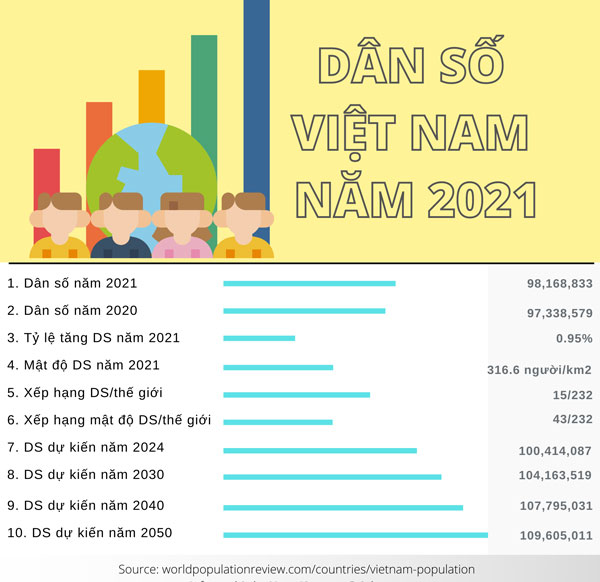 DÂN SỐ
VIỆT NAM
NĂM 2021
1. Dân số năm 2021 98,168,833
2. Dân số năm 2020 97,338,579
3. Tỷ lệ tăng DS năm 2021 0.95%
4. Mật độ DS năm 2021 316.6 người/km2
5. Xếp hạng DS/thế giới 15/232
6. Xếp hạng mật độ DS/thế giới 43/232
7. DS dự kiến năm 2024 100,414,087
8. DS dự kiến năm 2030 104,163,519
9. DS dự kiến năm 2040 107,795,031
10. DS dự kiến năm 2050 109,605,011
Source: worldpopulationreview.com/countries/vietnam-population